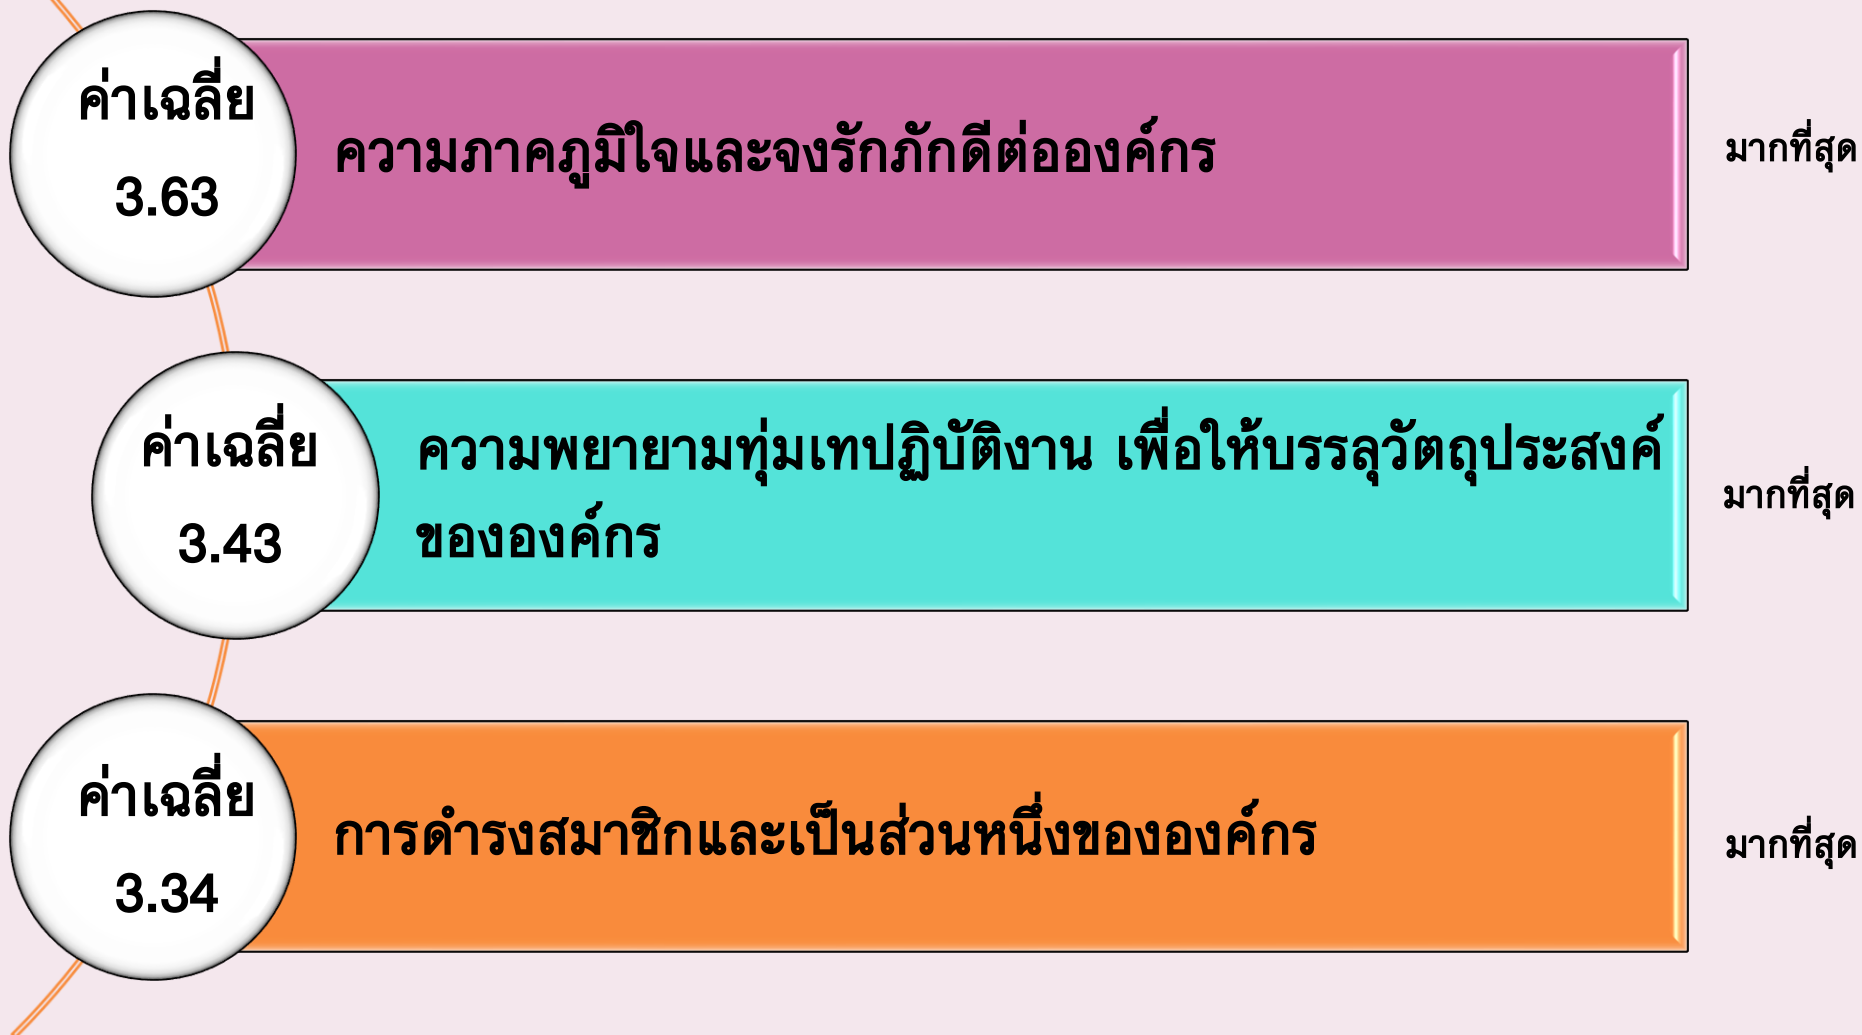 ค่าเฉลี่ย
3.63
ความภาคภูมิใจและจงรักภักดีต่อองค์กร
มากที่สุด
ค่าเฉลี่ย
3.43
ความพยายามทุ่มเทปฏิบัติงาน เพื่อให้บรรลุวัตถุประสงค์
ขององค์กร
มากที่สุด
ค่าเฉลี่ย
3.34
การดำรงสมาชิกและเป็นส่วนหนึ่งขององค์กร
มากที่สุด